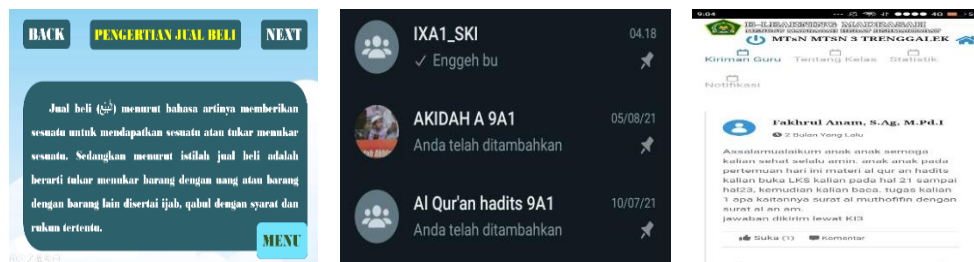 BACK
PENGERTIAN JUAL BELI
NEXT
Jual beli (البيع) menurut bahasa artinya memberikan
sesuatu untuk mendapatkan sesuatu atau tukar menukar
sesuatu. Sedangkan menurut istilah jual beli adalah
berarti tukar menukar barang dengan uang atau barang
dengan barang lain disertai ijab, qabul dengan syarat dan
rukun tertentu.
MENU
IXA1_SKI
04.18
✓ Enggeh bu
AKIDAH A 9A1
05/08/21
Anda telah ditambahkan
Al Qur'an hadits 9A1
10/07/21
Anda telah ditambahkan
9:04
E-LEARNING MADRASAH
MTsN MTSN 3 TRENGGALEK
Kiriman Guru Tentang Kelas Statistik
Notifikasi
Fakhrul Anam, S.Ag, M.Pd.I
2 Bulan Yang Lalu
Assalamualaikum anak anak semoga
kalian sehat selalu amin. anak anak pada
pertemuan hari ini materi al qur an hadits
kalian buka LKS kalian pada hal 21 sampai
hal23, kemudian kalian baca. tugas kalian
1 apa kaitannya surat al muthofifin dengan
surat al an am.
jawaban dikirim lewat KI3
Suka (1) Komentar